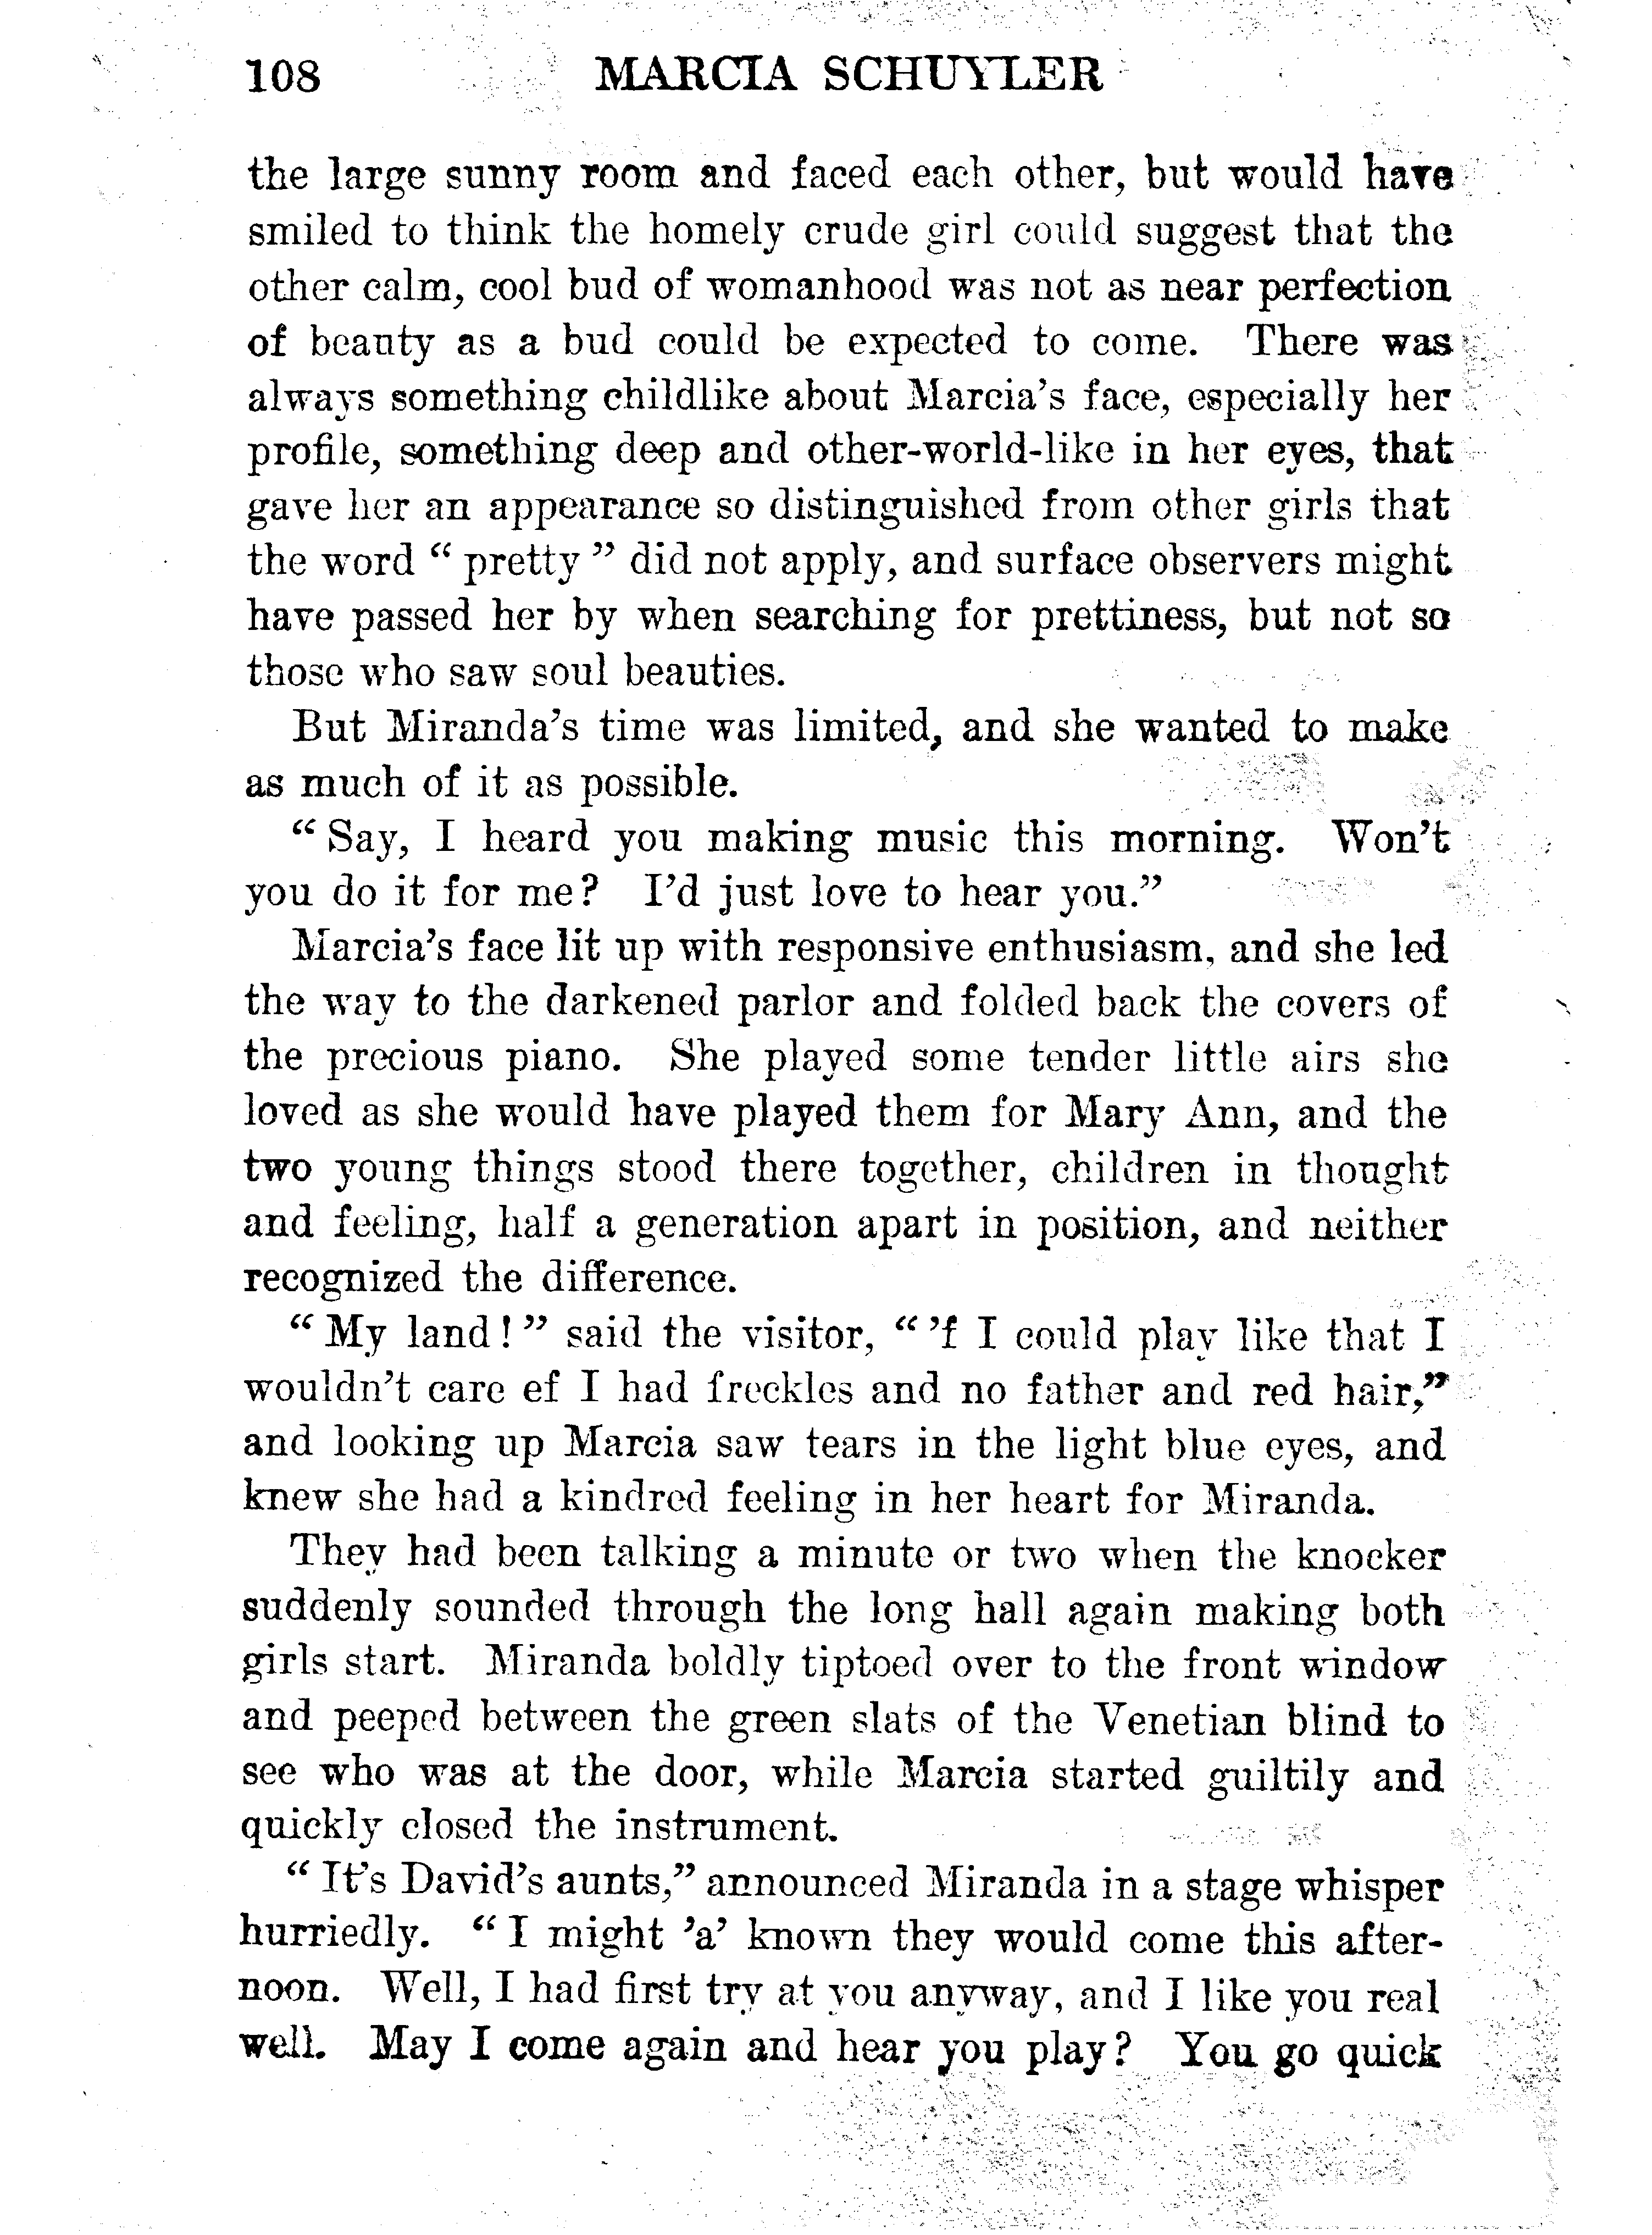 108 MARCIA SCHUYLER
the large sunny room and faced each other, but would have
smiled to think the homely crude girl could suggest that the
other calm, cool bud of womanhood was not as near perfection
of beauty as a bud could be expected to come. There was
always something childlike about Marcia's face, especially her
profile, something deep and other-world-like in her eyes, that
gave her an appearance so distinguished from other girls that
the word “ pretty ” did not apply, and surface observers might
have passed her by when searching for prettiness, but not so
those who saw soul beauties.
But Miranda's time was limited, and she wanted to make
as much of it as possible.
“ Say, I heard you making music this morning. Won't
you do it for me? I'd just love to hear you.”
Marcia's face lit up with responsive enthusiasm, and she led
the way to the darkened parlor and folded back the covers of
the precious piano. She played some tender little airs she
loved as she would have played them for Mary Ann, and the
two young things stood there together, children in thought
and feeling, half a generation apart in position, and neither
recognized the difference.
“ My land! ” said the visitor, “ 'f I could play like that I
wouldn't care ef I had freckles and no father and red hair,”
and looking up Marcia saw tears in the light blue eyes, and
knew she had a kindred feeling in her heart for Miranda.
They had been talking a minute or two when the knocker
suddenly sounded through the long hall again making both
girls start. Miranda boldly tiptoed over to the front window
and peeped between the green slats of the Venetian blind to
see who was at the door, while Marcia started guiltily and
quickly closed the instrument.
“ It's David's aunts,” announced Miranda in a stage whisper
hurriedly. “ I might 'a' known they would come this after-
noon. Well, I had first try at you anyway, and I like you real
well. May I come again and hear you play? You go quick